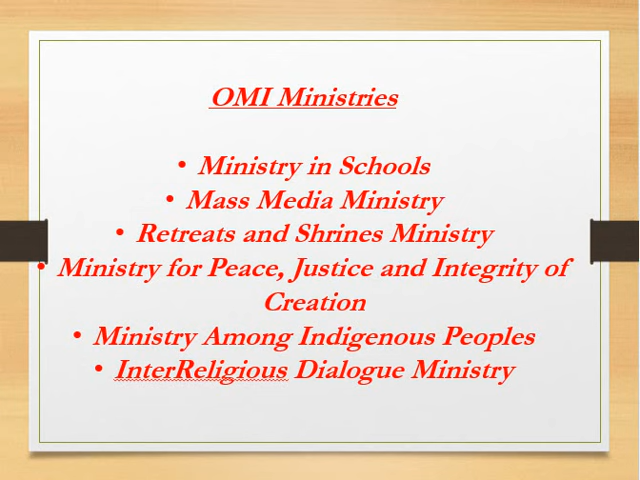 OMI Ministries
• Ministry in Schools
• Mass Media Ministry
• Retreats and Shrines Ministry
• Ministry for Peace, Justice and Integrity of
Creation
• Ministry Among Indigenous Peoples
• InterReligious Dialogue Ministry